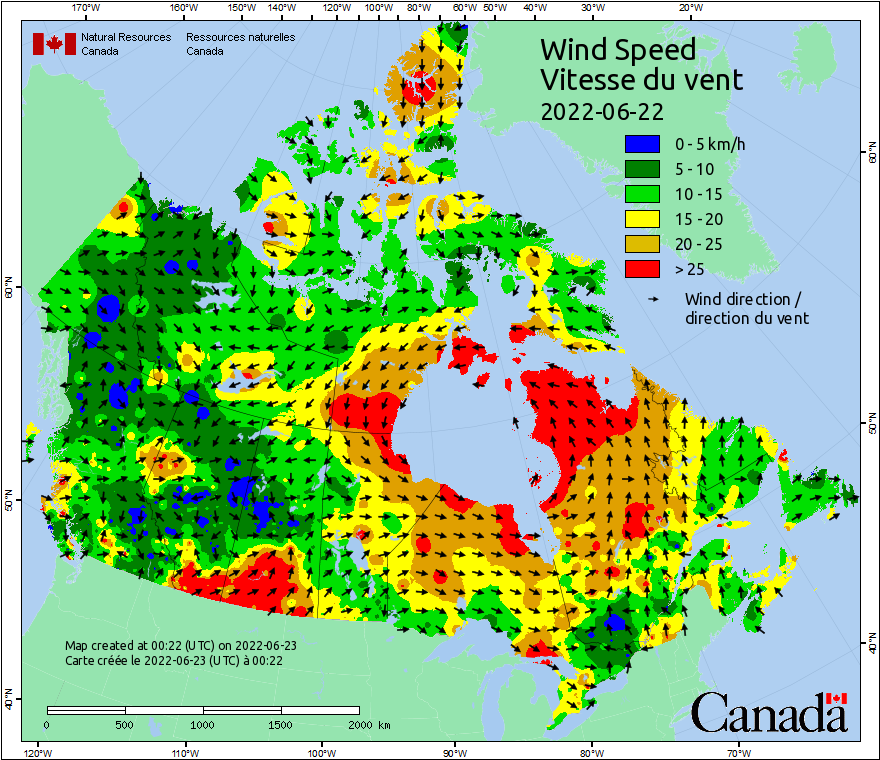 170°W 160°W 150°W 140°W 120°W 100°W 80°W 60°W 50°W 40°W 30°W 20°W
Natural Resources Canada
Ressources naturelles Canada
Wind Speed
Vitesse du vent
2022-06-22
0 - 5 km/h
5 - 10
10 - 15
15 - 20
20 - 25
> 25
Wind direction /
direction du vent
60°N
50°N
40°N
60°N
50°N
40°N
Map created at 00:22 (UTC) on 2022-06-23
Carte créée le 2022-06-23 (UTC) à 00:22
0 500 1000 1500 2000 km
Canada
120°W 110°W 100°W 90°W 80°W 70°W